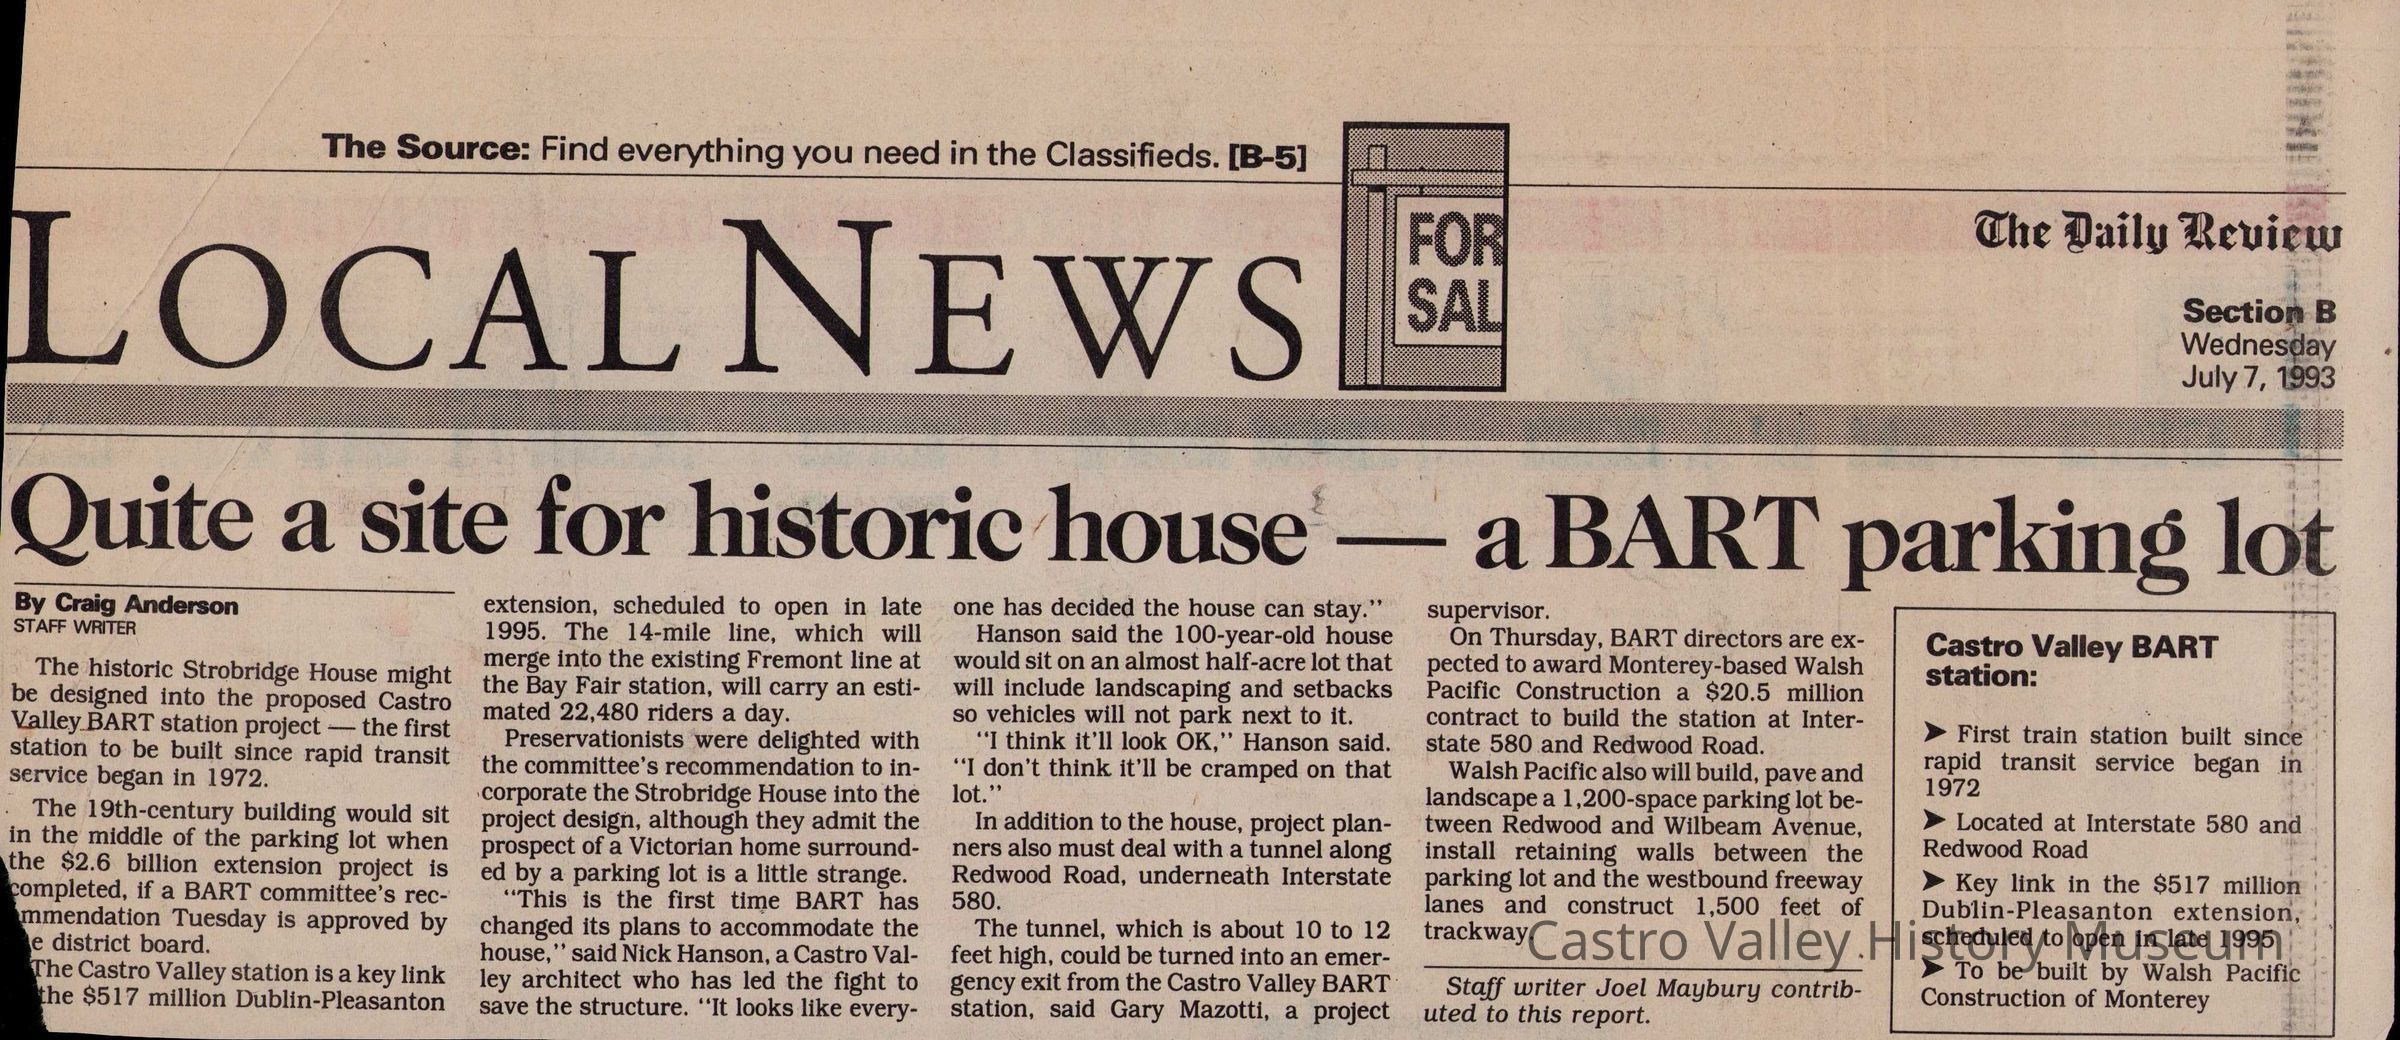 The Source: Find everything you need in the Classifieds. [B-5]
LOCAL NEWS
FOR
SAL
The Daily Review
Section B
Wednesday
July 7, 1993
Quite a site for historic house — a BART parking lot
By Craig Anderson
STAFF WRITER
The historic Strobridge House might
be designed into the proposed Castro
Valley BART station project — the first
station to be built since rapid transit
service began in 1972.
The 19th-century building would sit
in the middle of the parking lot when
the $2.6 billion extension project is
completed, if a BART committee's rec-
mmendation Tuesday is approved by
e district board.
The Castro Valley station is a key link
the $517 million Dublin-Pleasanton
extension, scheduled to open in late
1995. The 14-mile line, which will
merge into the existing Fremont line at
the Bay Fair station, will carry an esti-
mated 22,480 riders a day.
Preservationists were delighted with
the committee's recommendation to in-
corporate the Strobridge House into the
project design, although they admit the
prospect of a Victorian home surround-
ed by a parking lot is a little strange.
"This is the first time BART has
changed its plans to accommodate the
house," said Nick Hanson, a Castro Val-
ley architect who has led the fight to
save the structure. "It looks like every-
one has decided the house can stay."
Hanson said the 100-year-old house
would sit on an almost half-acre lot that
will include landscaping and setbacks
so vehicles will not park next to it.
"I think it'll look OK," Hanson said.
"I don't think it'll be cramped on that
lot."
In addition to the house, project plan-
ners also must deal with a tunnel along
Redwood Road, underneath Interstate
580.
The tunnel, which is about 10 to 12
feet high, could be turned into an emer-
gency exit from the Castro Valley BART
station, said Gary Mazotti, a project
supervisor.
On Thursday, BART directors are ex-
pected to award Monterey-based Walsh
Pacific Construction a $20.5 million
contract to build the station at Inter-
state 580 and Redwood Road.
Walsh Pacific also will build, pave and
landscape a 1,200-space parking lot be-
tween Redwood and Wilbeam Avenue,
install retaining walls between the
parking lot and the westbound freeway
lanes and construct 1,500 feet of
trackway.
Staff writer Joel Maybury contrib-
uted to this report.
Castro Valley BART
station:
➤ First train station built since
rapid transit service began in
1972
➤ Located at Interstate 580 and
Redwood Road
➤ Key link in the $517 million
Dublin-Pleasanton extension,
scheduled to open in late 1995
➤ To be built by Walsh Pacific
Construction of Monterey
Castro Valley History Museum